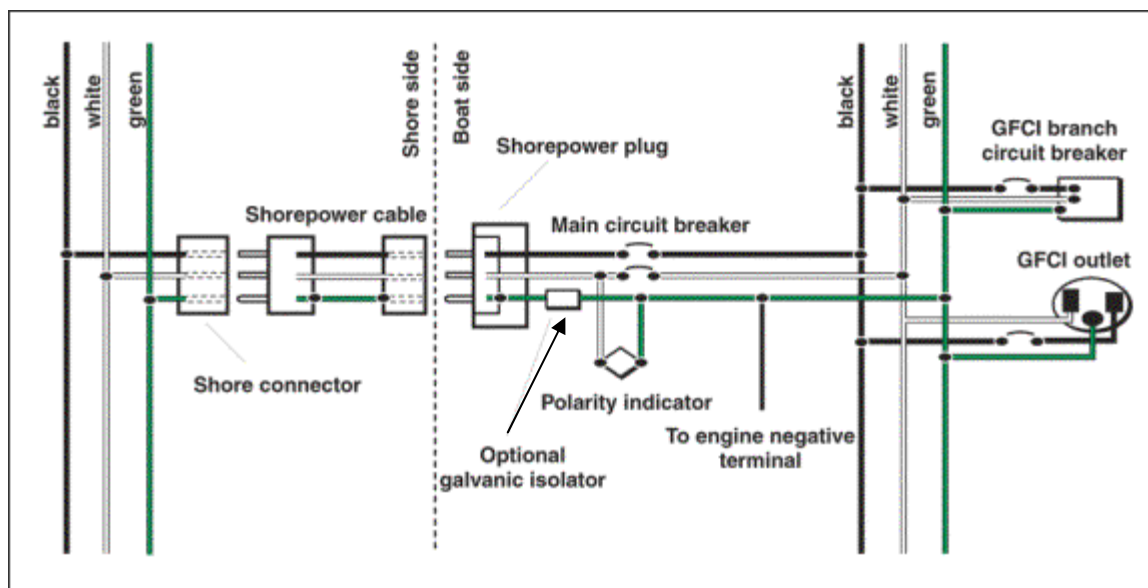 black
white
green
Shore side
Boat side
Shorepower plug
Shorepower cable
Main circuit breaker
Shore connector
Optional
galvanic isolator
Polarity indicator
To engine negative
terminal
black
white
green
GFCI branch
circuit breaker
GFCI outlet